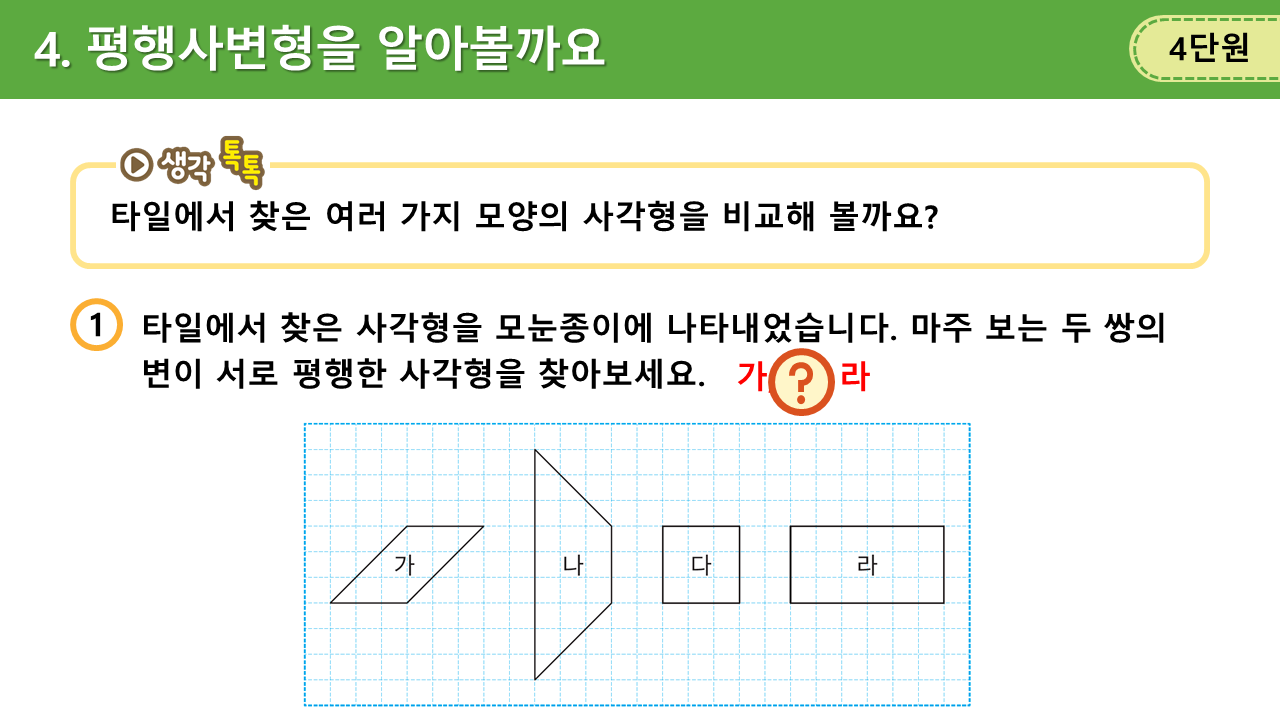 4. 평행사변형을 알아볼까요
4단원
생각 톡톡
타일에서 찾은 여러 가지 모양의 사각형을 비교해 볼까요?
1 타일에서 찾은 사각형을 모눈종이에 나타내었습니다. 마주 보는 두 쌍의
변이 서로 평행한 사각형을 찾아보세요. 가, ? 라
가 나 다 라